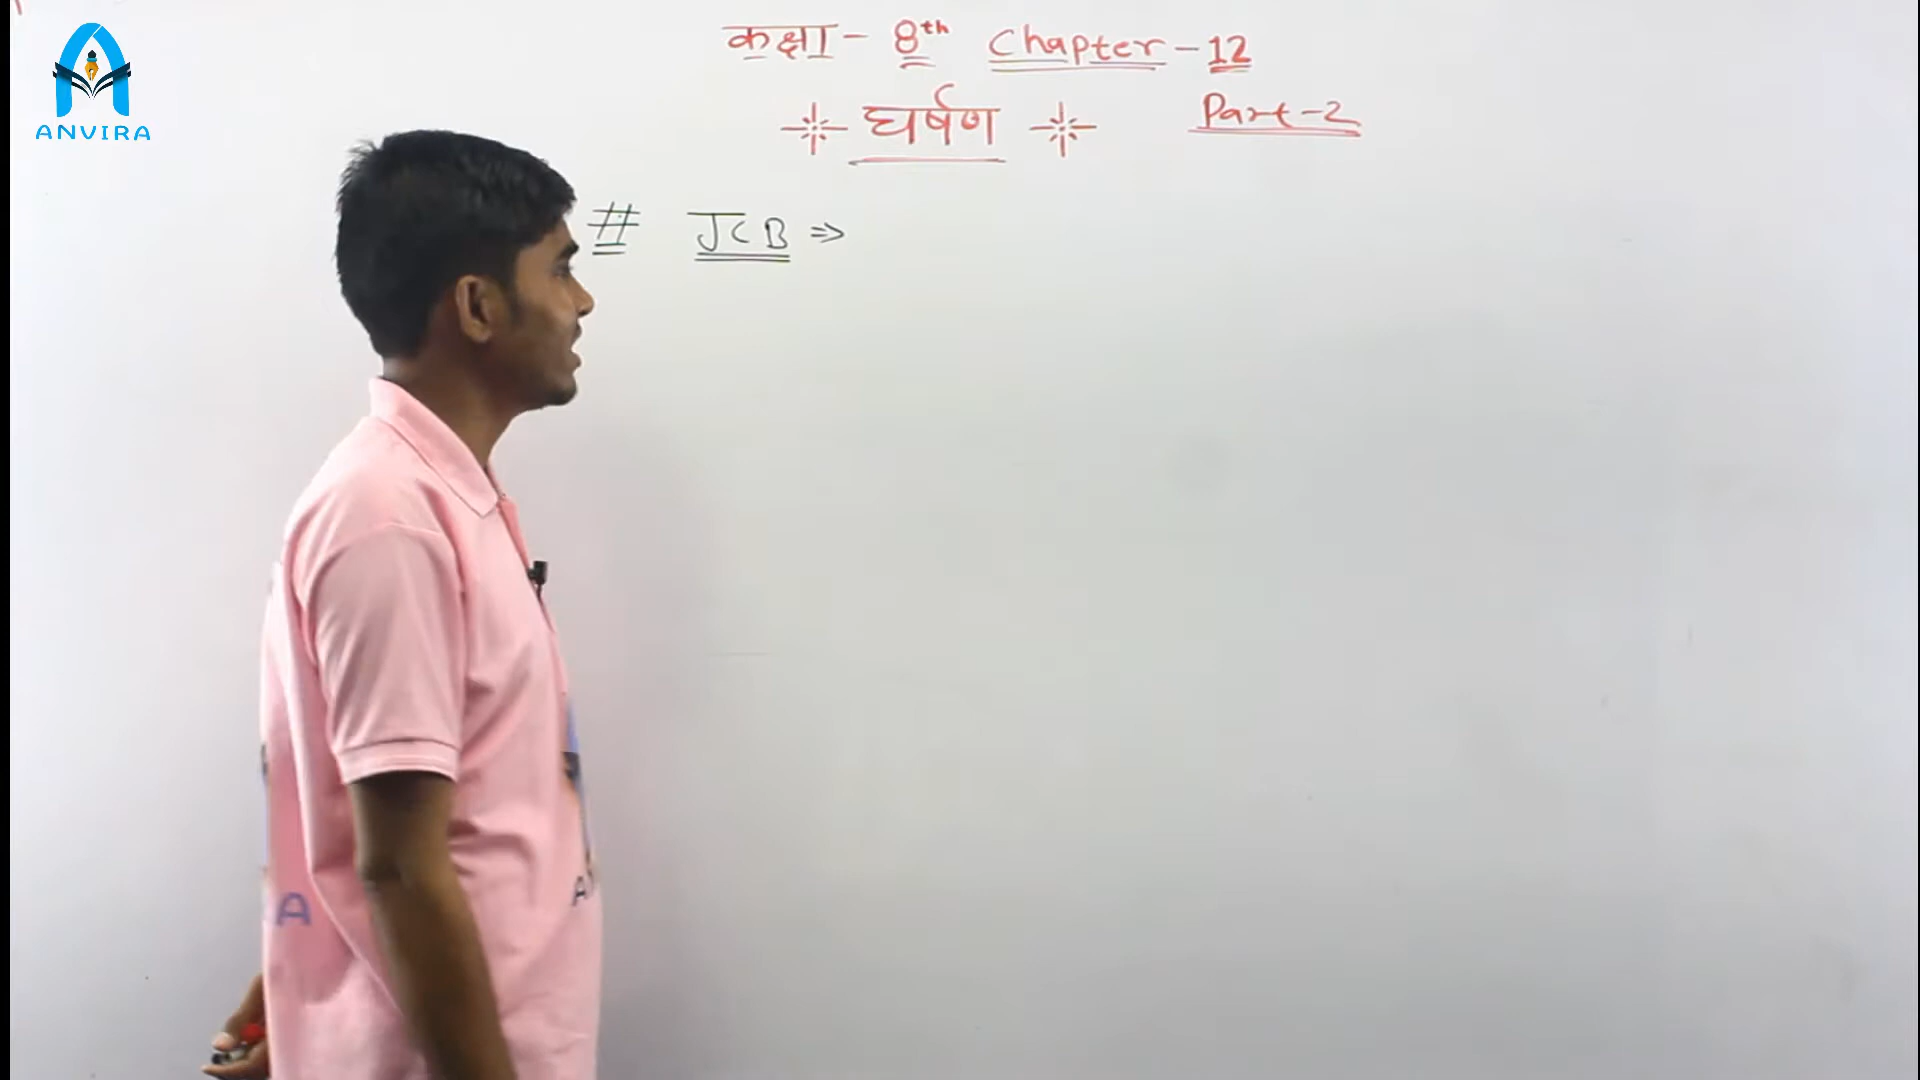 ANVIRA
कक्षा - 8th Chapter - 12
घर्षण Part-2
# JCB ⇒
A
A